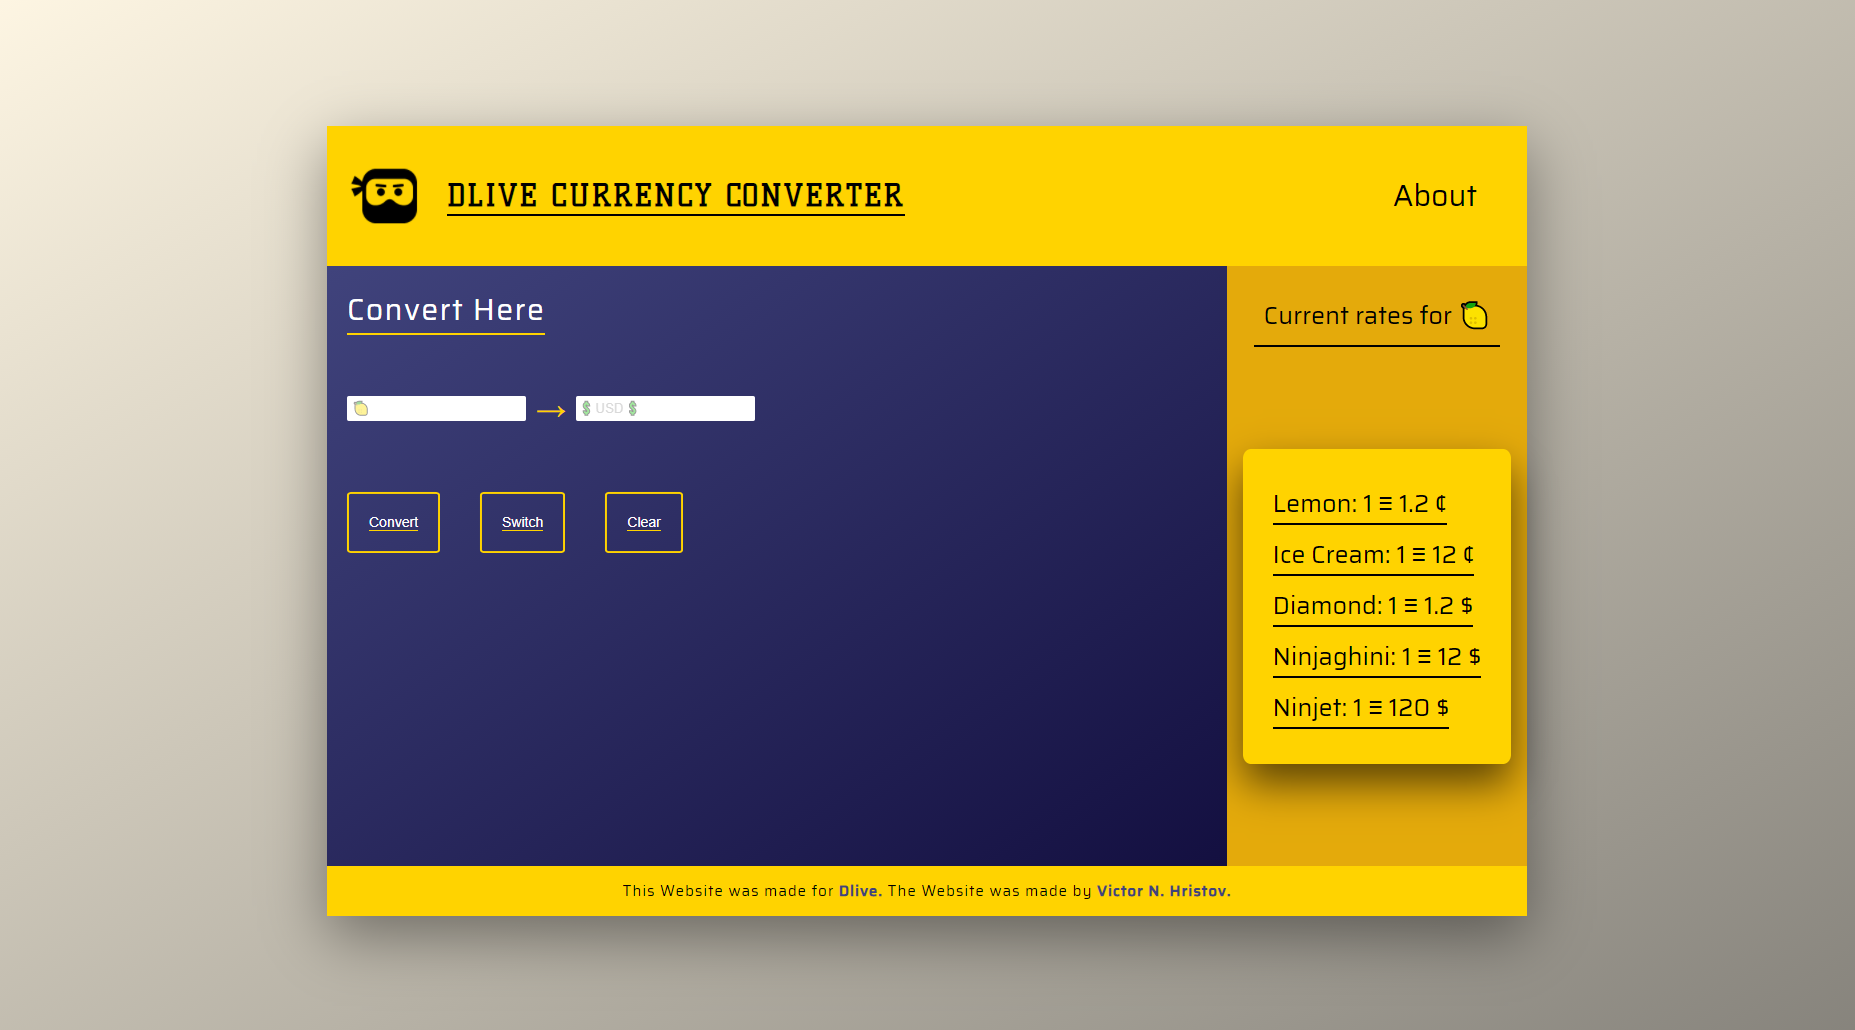 DLIVE CURRENCY CONVERTER
About
Convert Here
Current rates for 🍋
🍋 → 💲 USD 💲
Convert Switch Clear
Lemon: 1 ≡ 1.2 ¢
Ice Cream: 1 ≡ 12 ¢
Diamond: 1 ≡ 1.2 $
Ninjaghini: 1 ≡ 12 $
Ninjet: 1 ≡ 120 $
This Website was made for Dlive. The Website was made by Victor N. Hristov.